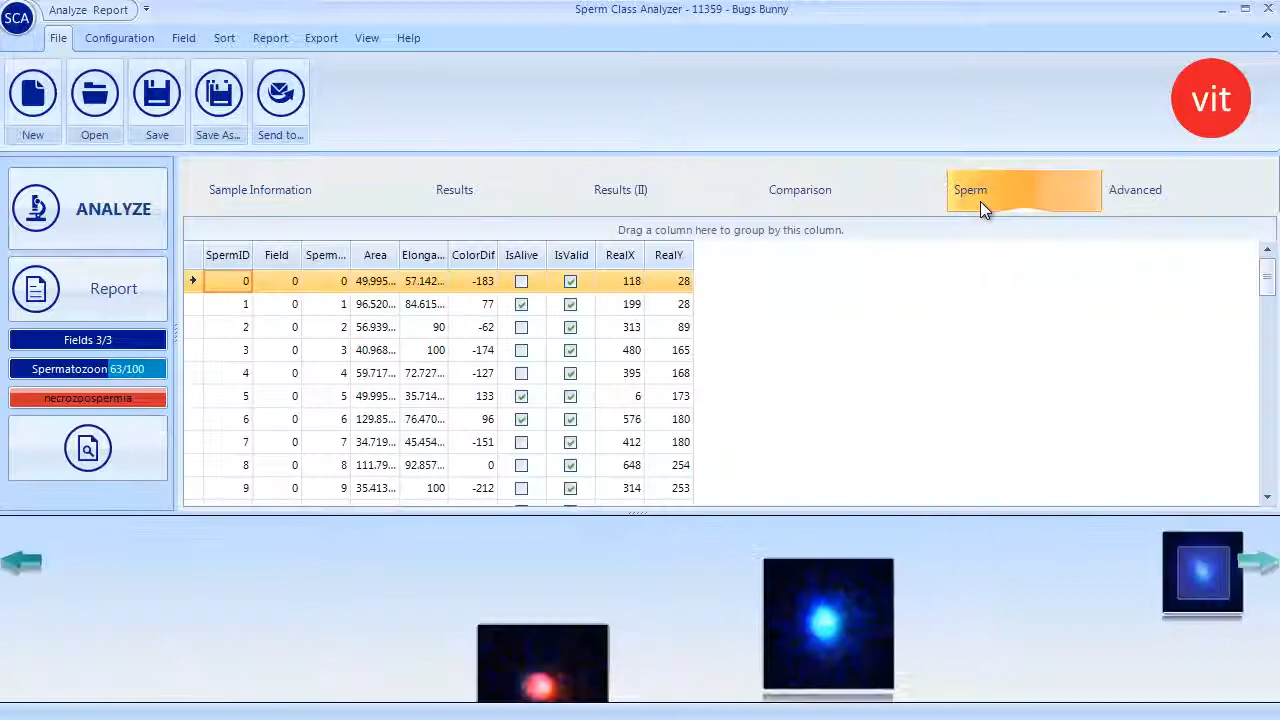 SCA Analyze Report Sperm Class Analyzer - 11359 - Bugs Bunny
File Configuration Field Sort Report Export View Help
New Open Save Save As... Send to...
vit
ANALYZE
Report
Fields 3/3
Spermatozoon 63/100
necrozoospermia
Sample Information Results Results (II) Comparison Sperm Advanced
Drag a column here to group by this column.
SpermID Field Sperm... Area Elonga... ColorDif IsAlive IsValid RealX RealY
0 0 0 49.995... 57.142... -183 118 28
1 0 1 96.520... 84.615... 77 199 28
2 0 2 56.939... 90 -62 313 89
3 0 3 40.968... 100 -174 480 165
4 0 4 59.717... 72.727... -127 395 168
5 0 5 49.995... 35.714... 6 173
6 0 6 129.85... 76.470... 96 576 180
7 0 7 34.719... 45.454... -151 412 180
8 0 8 111.79... 92.857... 0 648 254
9 0 9 35.413... 100 -212 314 253